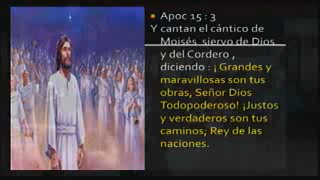 Apoc 15 : 3
Y cantan el cántico de
Moisés siervo de Dios
y del Cordero ,
diciendo : ¡ Grandes y
maravillosas son tus
obras, Señor Dios
Todopoderoso! ¡Justos
y verdaderos son tus
caminos; Rey de las
naciones.